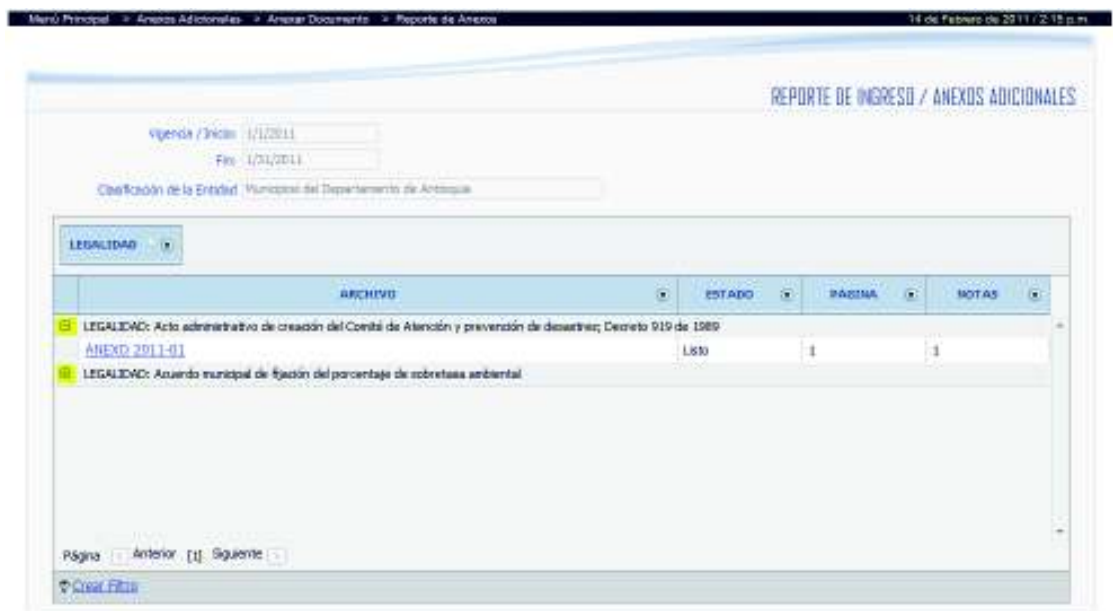 Menú Principal > Anexos Adicionales > Anexar Documento > Reporte de Anexos 14 de Febrero de 2011 / 2:15 p.m.
REPORTE DE INGRESO / ANEXOS ADICIONALES
Vigencia / Inicio 1/1/2011
Fin 1/31/2011
Clasificación de la Entidad Municipios del Departamento de Antioquia
LEGALIDAD
ARCHIVO ESTADO PÁGINA NOTAS
LEGALIDAD: Acto administrativo de creación del Comité de Atención y prevención de desastres; Decreto 919 de 1989
ANEXO 2011-01 Listo 1 1
LEGALIDAD: Acuerdo municipal de fijación del porcentaje de sobretasa ambiental
Página Anterior [1] Siguiente
Crear Filtro